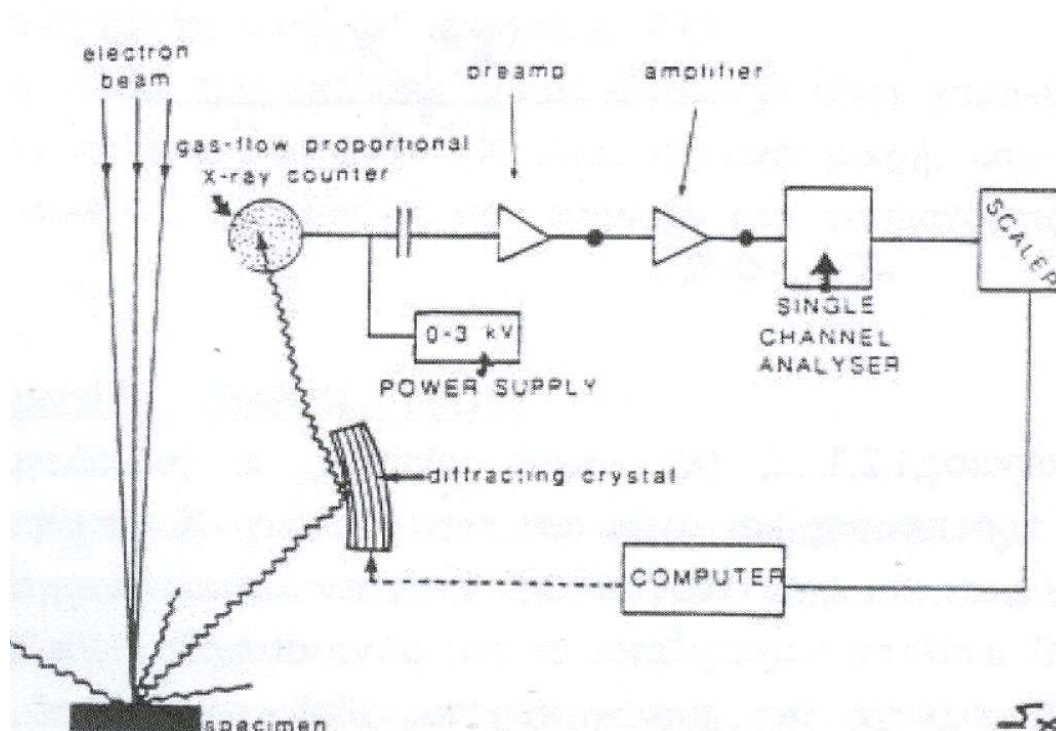 electron
beam
preamp
amplifier
gas-flow proportional
X-ray counter
SCALER
0-3 kV
POWER SUPPLY
SINGLE
CHANNEL
ANALYSER
diffracting crystal
COMPUTER
specimen